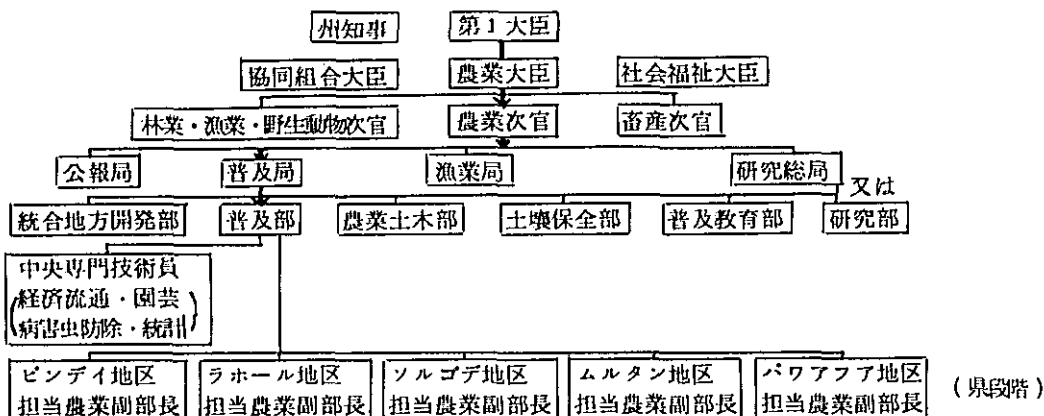 州知事 第1大臣
協同組合大臣 農業大臣 社会福祉大臣
林業・漁業・野生動物次官 農業次官 畜産次官
公報局 普及局 漁業局 研究総局
又は
統合地方開発部 普及部 農業土木部 土壌保全部 普及教育部 研究部
中央専門技術員
(経済流通・園芸
病害虫防除・統計)
ピンデイ地区 ラホール地区 ソルゴデ地区 ムルタン地区 バワアフア地区
担当農業副部長 担当農業副部長 担当農業副部長 担当農業副部長 担当農業副部長
(県段階)